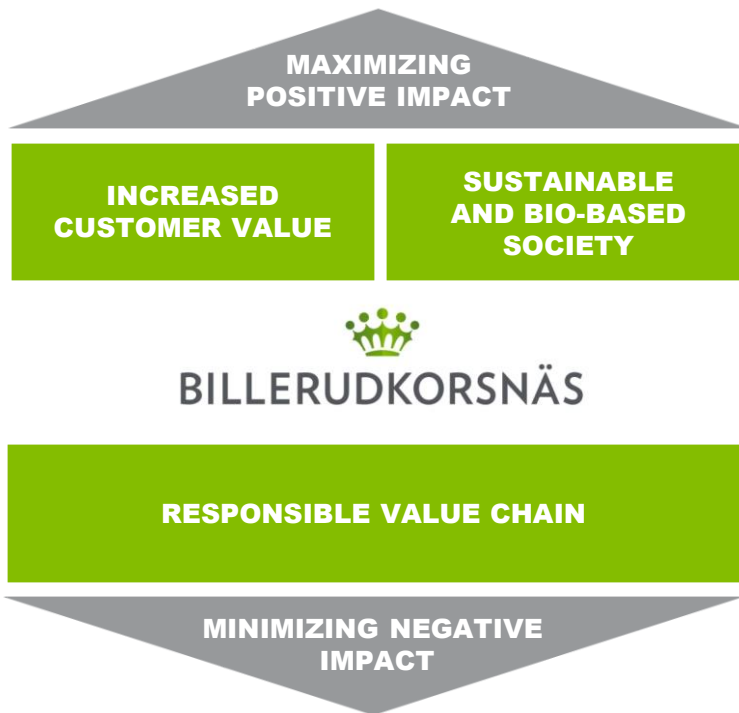 MAXIMIZING
POSITIVE IMPACT
INCREASED
CUSTOMER VALUE
SUSTAINABLE
AND BIO-BASED
SOCIETY
BILLERUDKORSNÄS
RESPONSIBLE VALUE CHAIN
MINIMIZING NEGATIVE
IMPACT